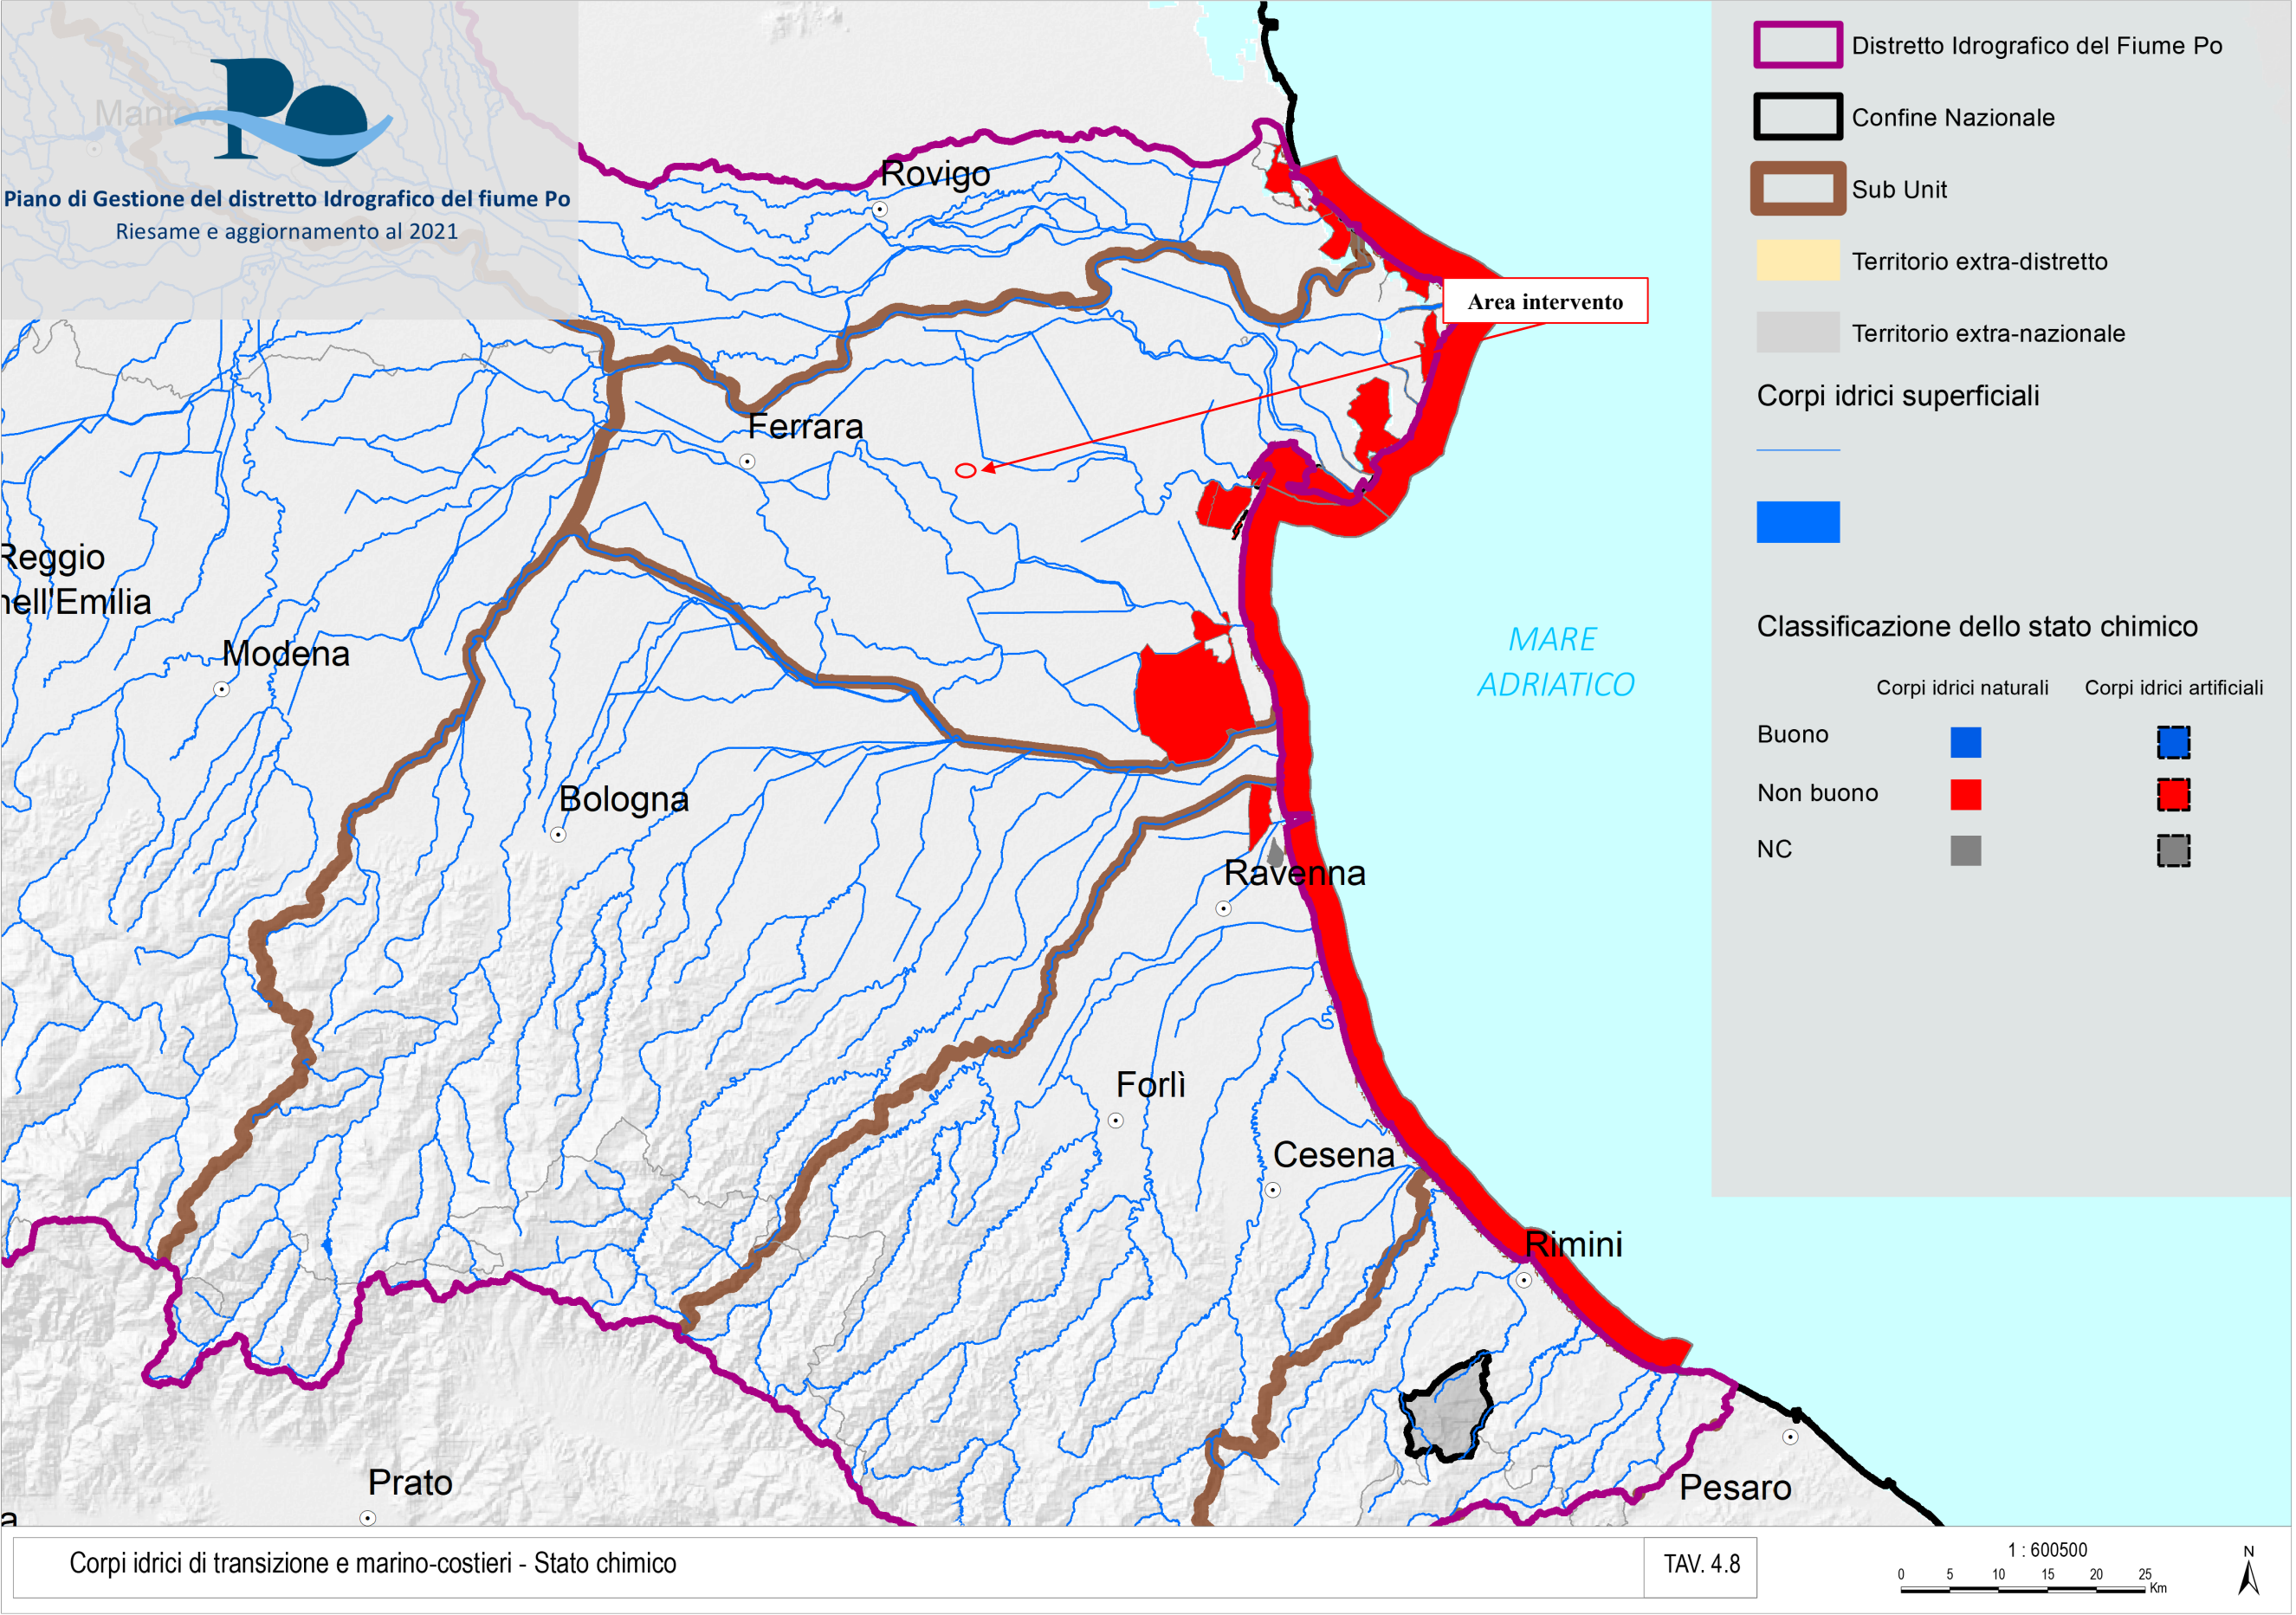 Mantova
PO
Piano di Gestione del distretto Idrografico del fiume Po
Riesame e aggiornamento al 2021
Distretto Idrografico del Fiume Po
Confine Nazionale
Sub Unit
Territorio extra-distretto
Territorio extra-nazionale
Corpi idrici superficiali
Classificazione dello stato chimico
Corpi idrici naturali
Corpi idrici artificiali
Buono
Non buono
NC
Rovigo
Area intervento
Ferrara
Reggio
nell'Emilia
Modena
MARE
ADRIATICO
Bologna
Ravenna
Forlì
Cesena
Rimini
Prato
Pesaro
a
Corpi idrici di transizione e marino-costieri - Stato chimico
TAV. 4.8
1 : 600500
0 5 10 15 20 25
Km
N